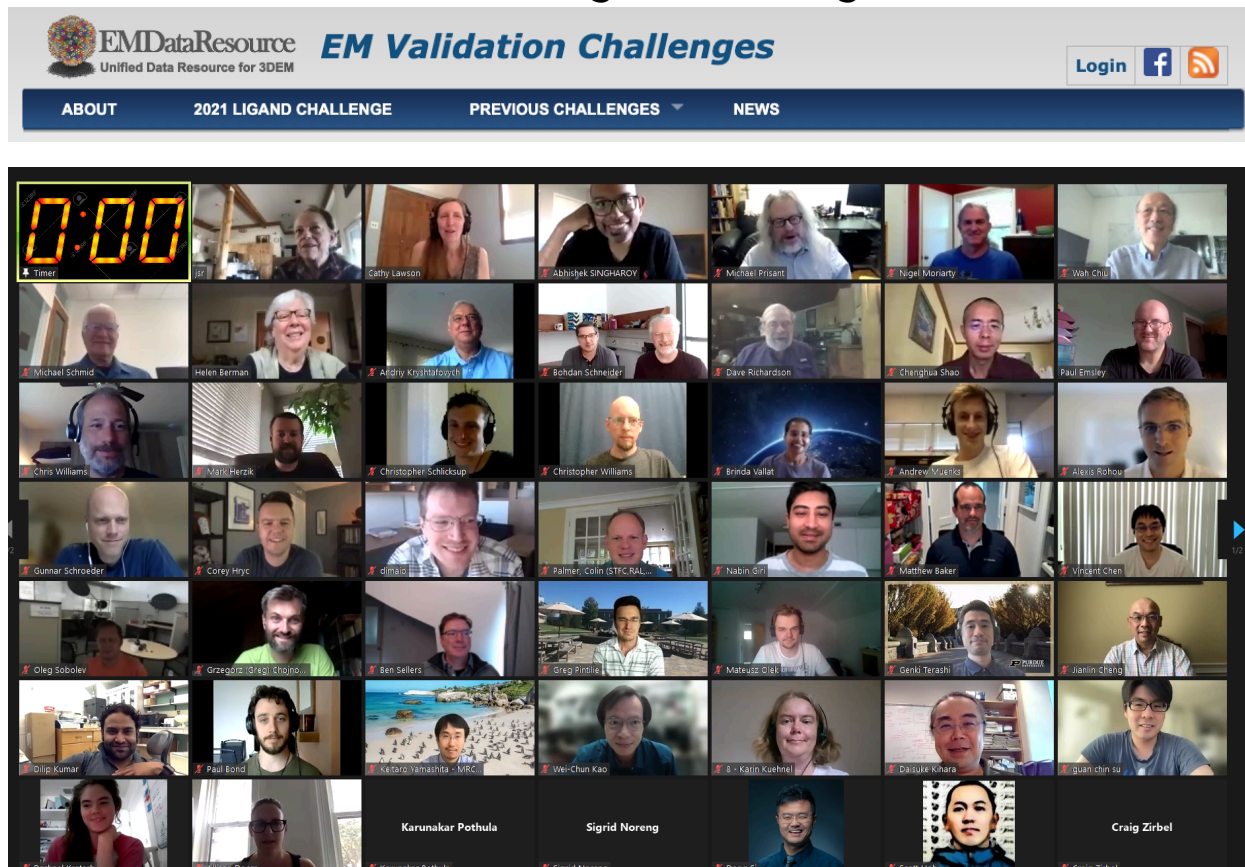 EMDataResource
Unified Data Resource for 3DEM
EM Validation Challenges
Login
ABOUT 2021 LIGAND CHALLENGE PREVIOUS CHALLENGES NEWS
0:00
Timer jsr Cathy Lawson Abhishek SINGHAROY Michael Prisant Nigel Moriarty Wah Chiu
Michael Schmid Helen Berman Andriy Kryshtafovych Bohdan Schneider Dave Richardson Chenghua Shao Paul Emsley
Chris Williams Mark Herzik Christopher Schlicksup Christopher Williams Brinda Vallat Andrew Muenks Alexis Rohou
Gunnar Schroeder Corey Hryc dimaio Palmer, Colin (STFC,RAL,... Nabin Giri Matthew Baker Vincent Chen
1/2
PURDUE
Oleg Sobolev Grzegorz (Greg) Chojno... Ben Sellers Greg Pintilie Mateusz Olek Genki Terashi Jianlin Cheng
Dilip Kumar Paul Bond Keitaro Yamashita - MRC... Wei-Chun Kao 8 - Karin Kuehnel Daisuke Kihara guan chin su
Karunakar Pothula Sigrid Noreng Craig Zirbel